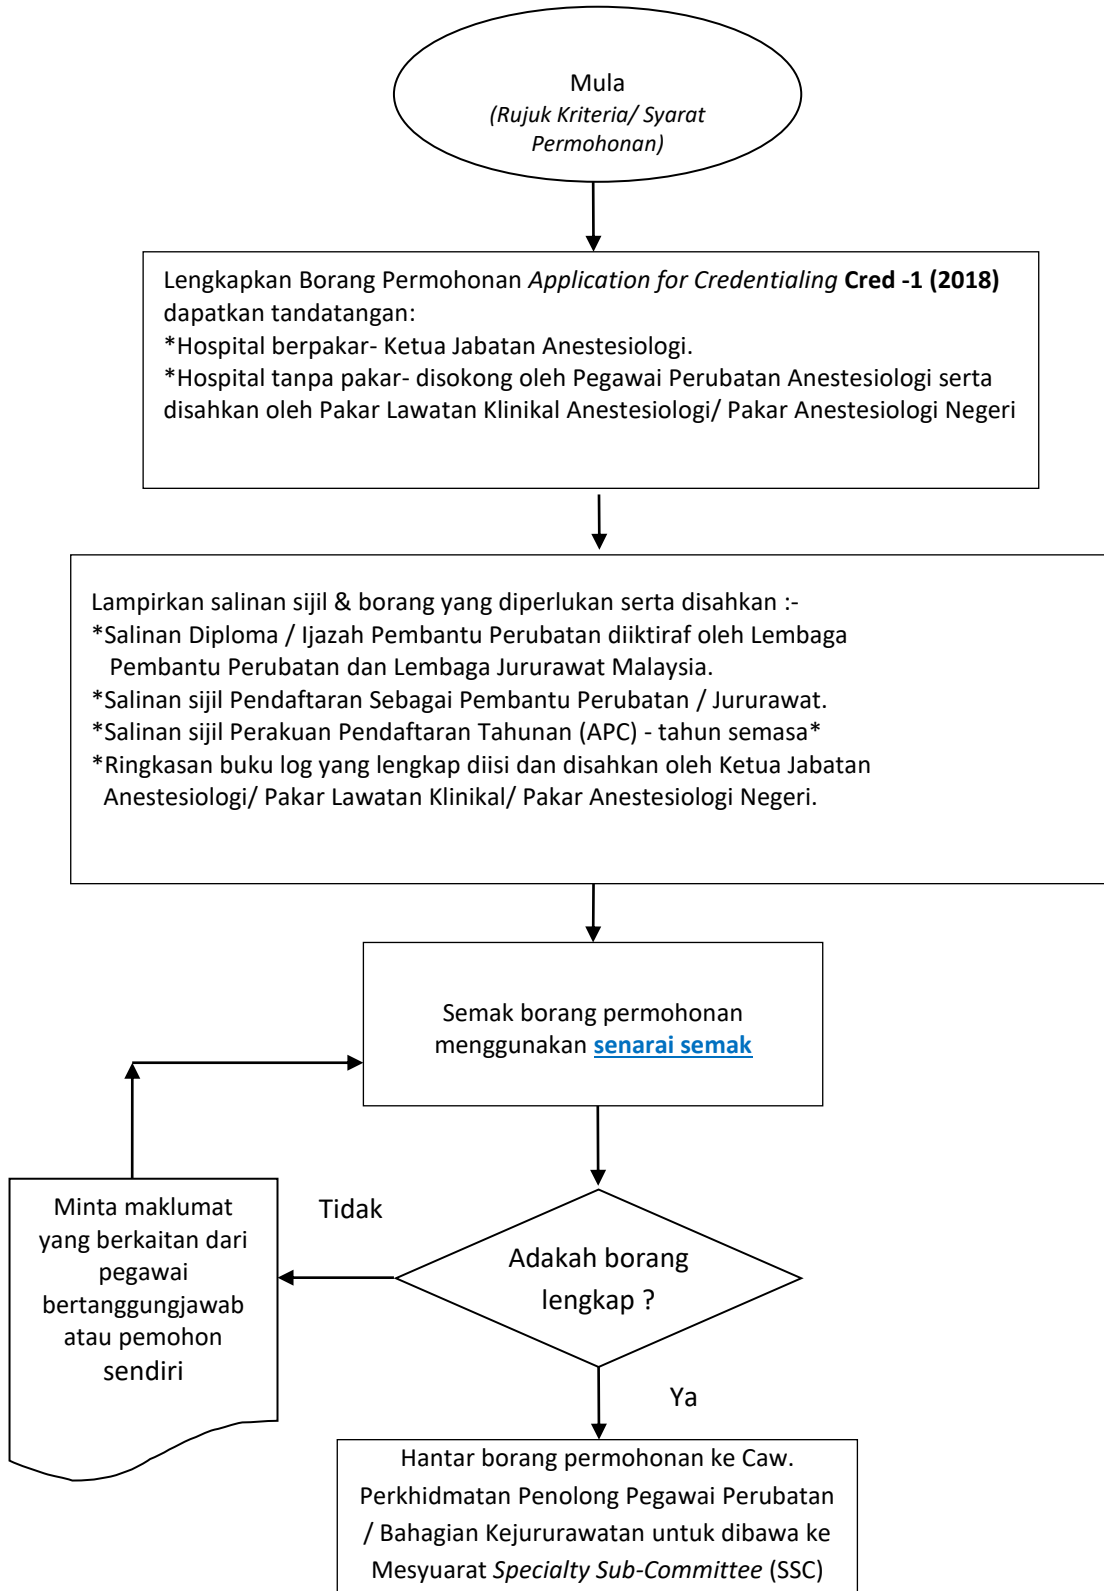 Mula
(Rujuk Kriteria/ Syarat
Permohonan)
Lengkapkan Borang Permohonan Application for Credentialing Cred -1 (2018)
dapatkan tandatangan:
*Hospital berpakar- Ketua Jabatan Anestesiologi.
*Hospital tanpa pakar- disokong oleh Pegawai Perubatan Anestesiologi serta
disahkan oleh Pakar Lawatan Klinikal Anestesiologi/ Pakar Anestesiologi Negeri
Lampirkan salinan sijil & borang yang diperlukan serta disahkan :-
*Salinan Diploma / Ijazah Pembantu Perubatan diiktiraf oleh Lembaga
Pembantu Perubatan dan Lembaga Jururawat Malaysia.
*Salinan sijil Pendaftaran Sebagai Pembantu Perubatan / Jururawat.
*Salinan sijil Perakuan Pendaftaran Tahunan (APC) - tahun semasa*
*Ringkasan buku log yang lengkap diisi dan disahkan oleh Ketua Jabatan
Anestesiologi/ Pakar Lawatan Klinikal/ Pakar Anestesiologi Negeri.
Semak borang permohonan
menggunakan senarai semak
Adakah borang
lengkap ?
Tidak
Minta maklumat
yang berkaitan dari
pegawai
bertanggungjawab
atau pemohon
sendiri
Ya
Hantar borang permohonan ke Caw.
Perkhidmatan Penolong Pegawai Perubatan
/ Bahagian Kejururawatan untuk dibawa ke
Mesyuarat Specialty Sub-Committee (SSC)